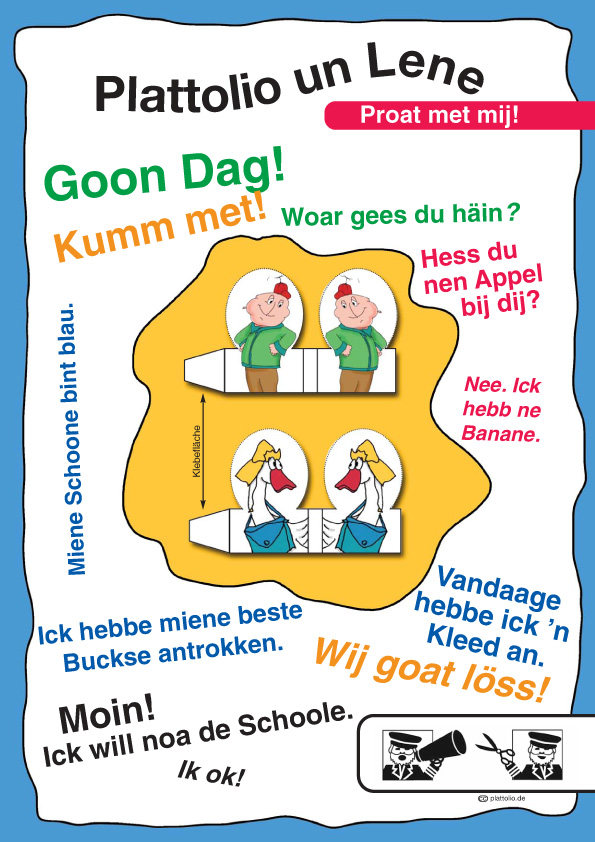 Plattolio un Lene
Proat met mij!
Goon Dag!
Kumm met!
Woar gees du häin?
Hess du
nen Appel
bij dij?
Nee. Ick
hebb ne
Banane.
Miene Schoone bint blau.
Klebefläche
Vandaage
hebbe ick ’n
Kleed an.
Ick hebbe miene beste
Buckse antrokken.
Wij goat löss!
Moin!
Ick will noa de Schoole.
Ik ok!
cc plattolio.de